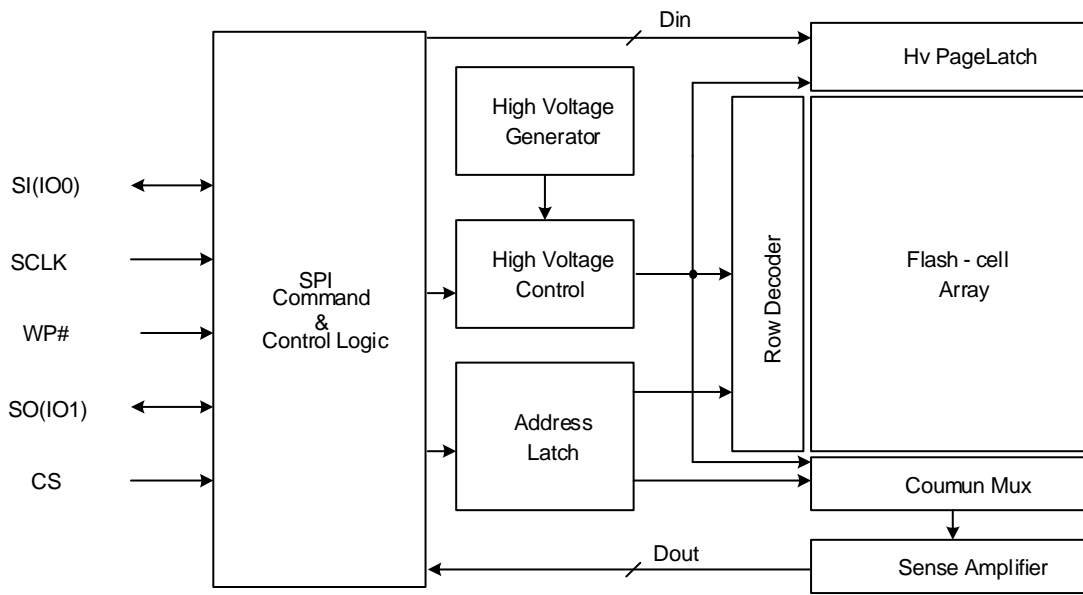 Din
Hv PageLatch
High Voltage
Generator
SI(IO0)
SCLK
WP#
SO(IO1)
CS
SPI
Command
&
Control Logic
High Voltage
Control
Address
Latch
Row Decoder
Flash - cell
Array
Coumun Mux
Dout
Sense Amplifier